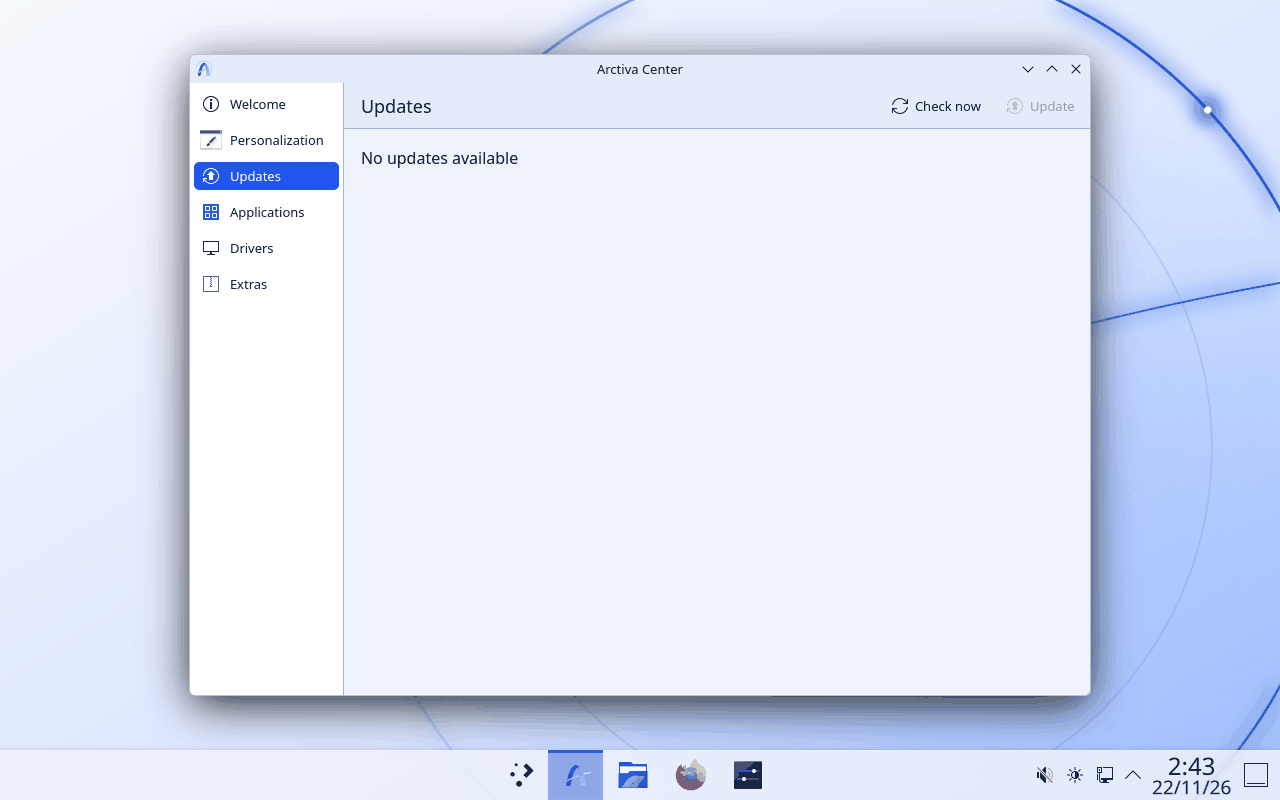 Arctiva Center
Welcome
Personalization
Updates
Applications
Drivers
Extras
Updates
Check now
Update
No updates available
2:43
22/11/26